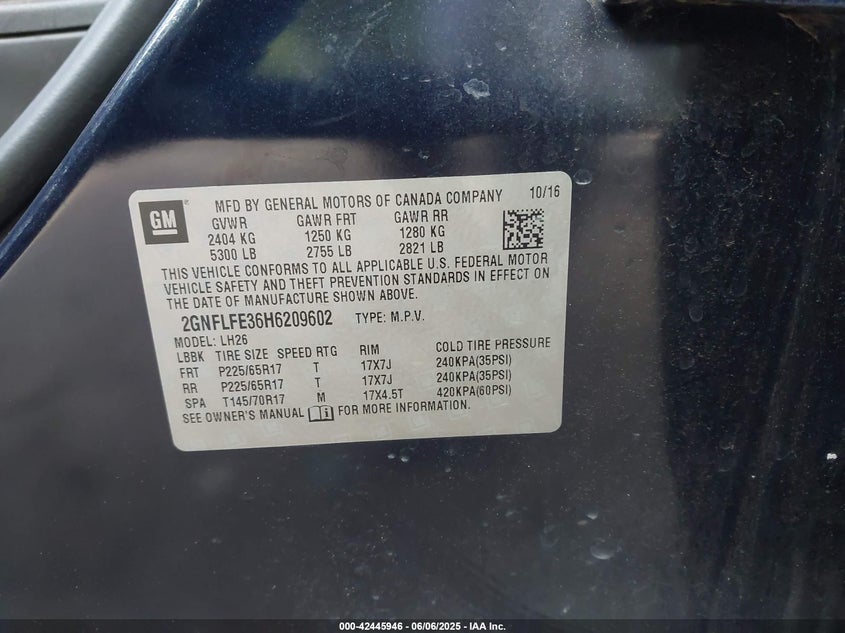 GM
MFD BY GENERAL MOTORS OF CANADA COMPANY 10/16
GVWR GAWR FRT GAWR RR
2404 KG 1250 KG 1280 KG
5300 LB 2755 LB 2821 LB
THIS VEHICLE CONFORMS TO ALL APPLICABLE U.S. FEDERAL MOTOR
VEHICLE SAFETY AND THEFT PREVENTION STANDARDS IN EFFECT ON
THE DATE OF MANUFACTURE SHOWN ABOVE.
2GNFLFE36H6209602 TYPE: M.P.V.
MODEL: LH26
LBBK TIRE SIZE SPEED RTG RIM COLD TIRE PRESSURE
FRT P225/65R17 T 17X7J 240KPA(35PSI)
RR P225/65R17 T 17X7J 240KPA(35PSI)
SPA T145/70R17 M 17X4.5T 420KPA(60PSI)
SEE OWNER'S MANUAL i FOR MORE INFORMATION.
000-42445946 - 06/06/2025 - IAA Inc.